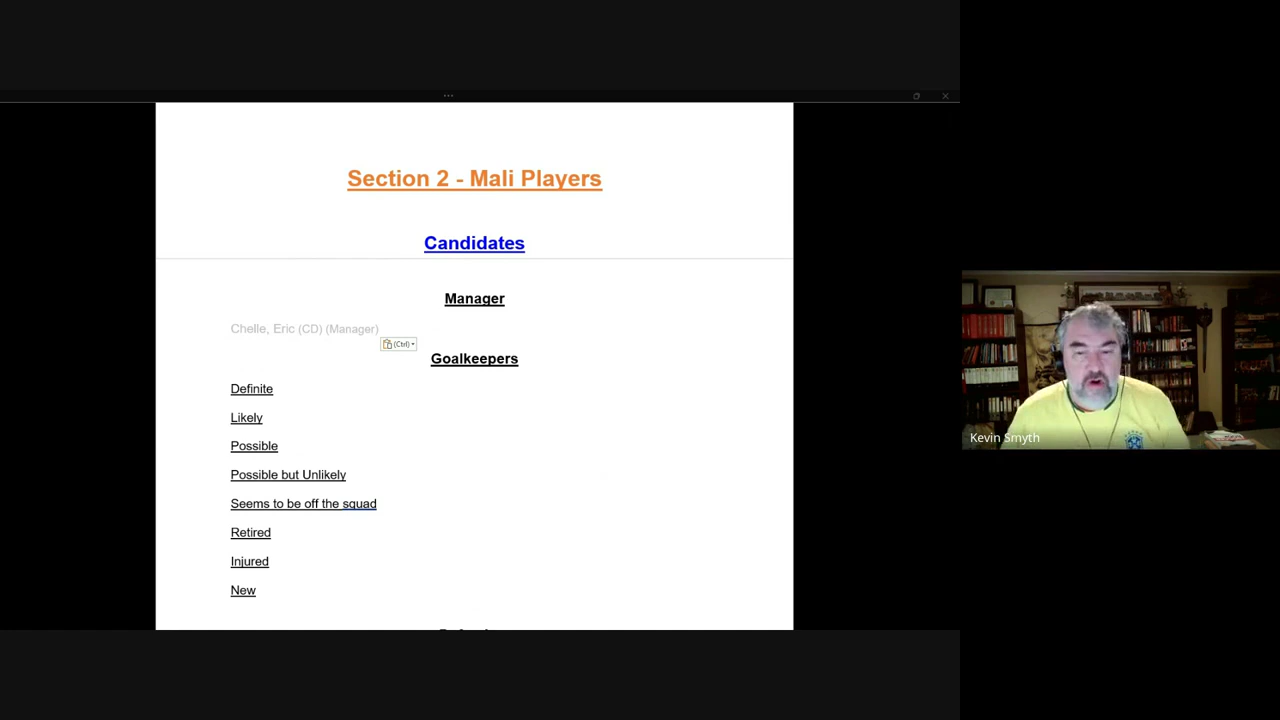 Section 2 - Mali Players
Candidates
Manager
Chelle, Eric (CD) (Manager)
(Ctrl)
Goalkeepers
Definite
Likely
Possible
Possible but Unlikely
Seems to be off the squad
Retired
Injured
New
Kevin Smyth